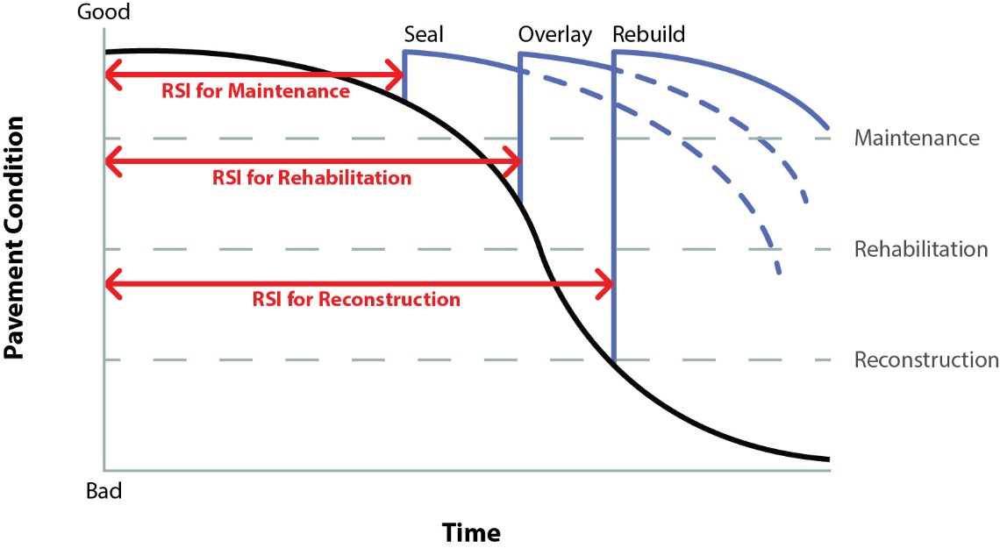 Good
Seal
Overlay
Rebuild
RSI for Maintenance
Maintenance
RSI for Rehabilitation
Rehabilitation
RSI for Reconstruction
Reconstruction
Pavement Condition
Bad
Time